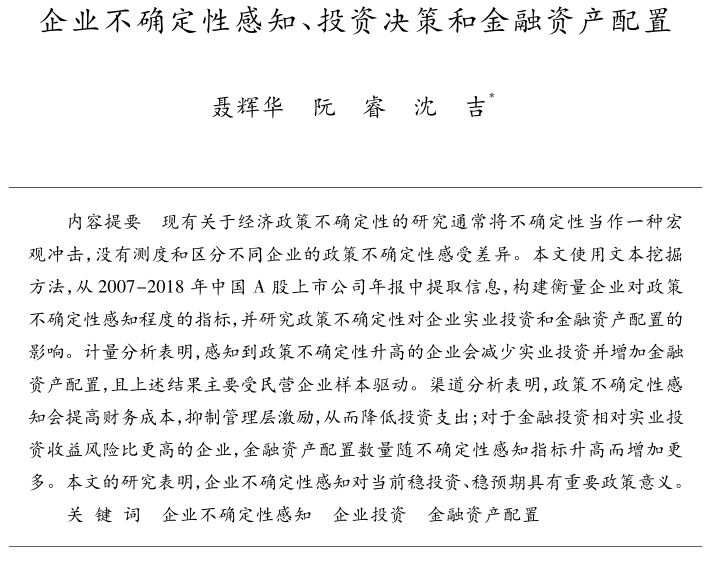 企业不确定性感知、投资决策和金融资产配置
聂辉华 阮 睿 沈 吉*
内容提要 现有关于经济政策不确定性的研究通常将不确定性当作一种宏
观冲击,没有测度和区分不同企业的政策不确定性感受差异。本文使用文本挖掘
方法,从 2007-2018 年中国 A 股上市公司年报中提取信息,构建衡量企业对政策
不确定性感知程度的指标,并研究政策不确定性对企业实业投资和金融资产配置的
影响。计量分析表明,感知到政策不确定性升高的企业会减少实业投资并增加金融
资产配置,且上述结果主要受民营企业样本驱动。渠道分析表明,政策不确定性感
知会提高财务成本,抑制管理层激励,从而降低投资支出;对于金融投资相对实业投
资收益风险比更高的企业,金融资产配置数量随不确定性感知指标升高而增加更
多。本文的研究表明,企业不确定性感知对当前稳投资、稳预期具有重要政策意义。
关 键 词 企业不确定性感知 企业投资 金融资产配置